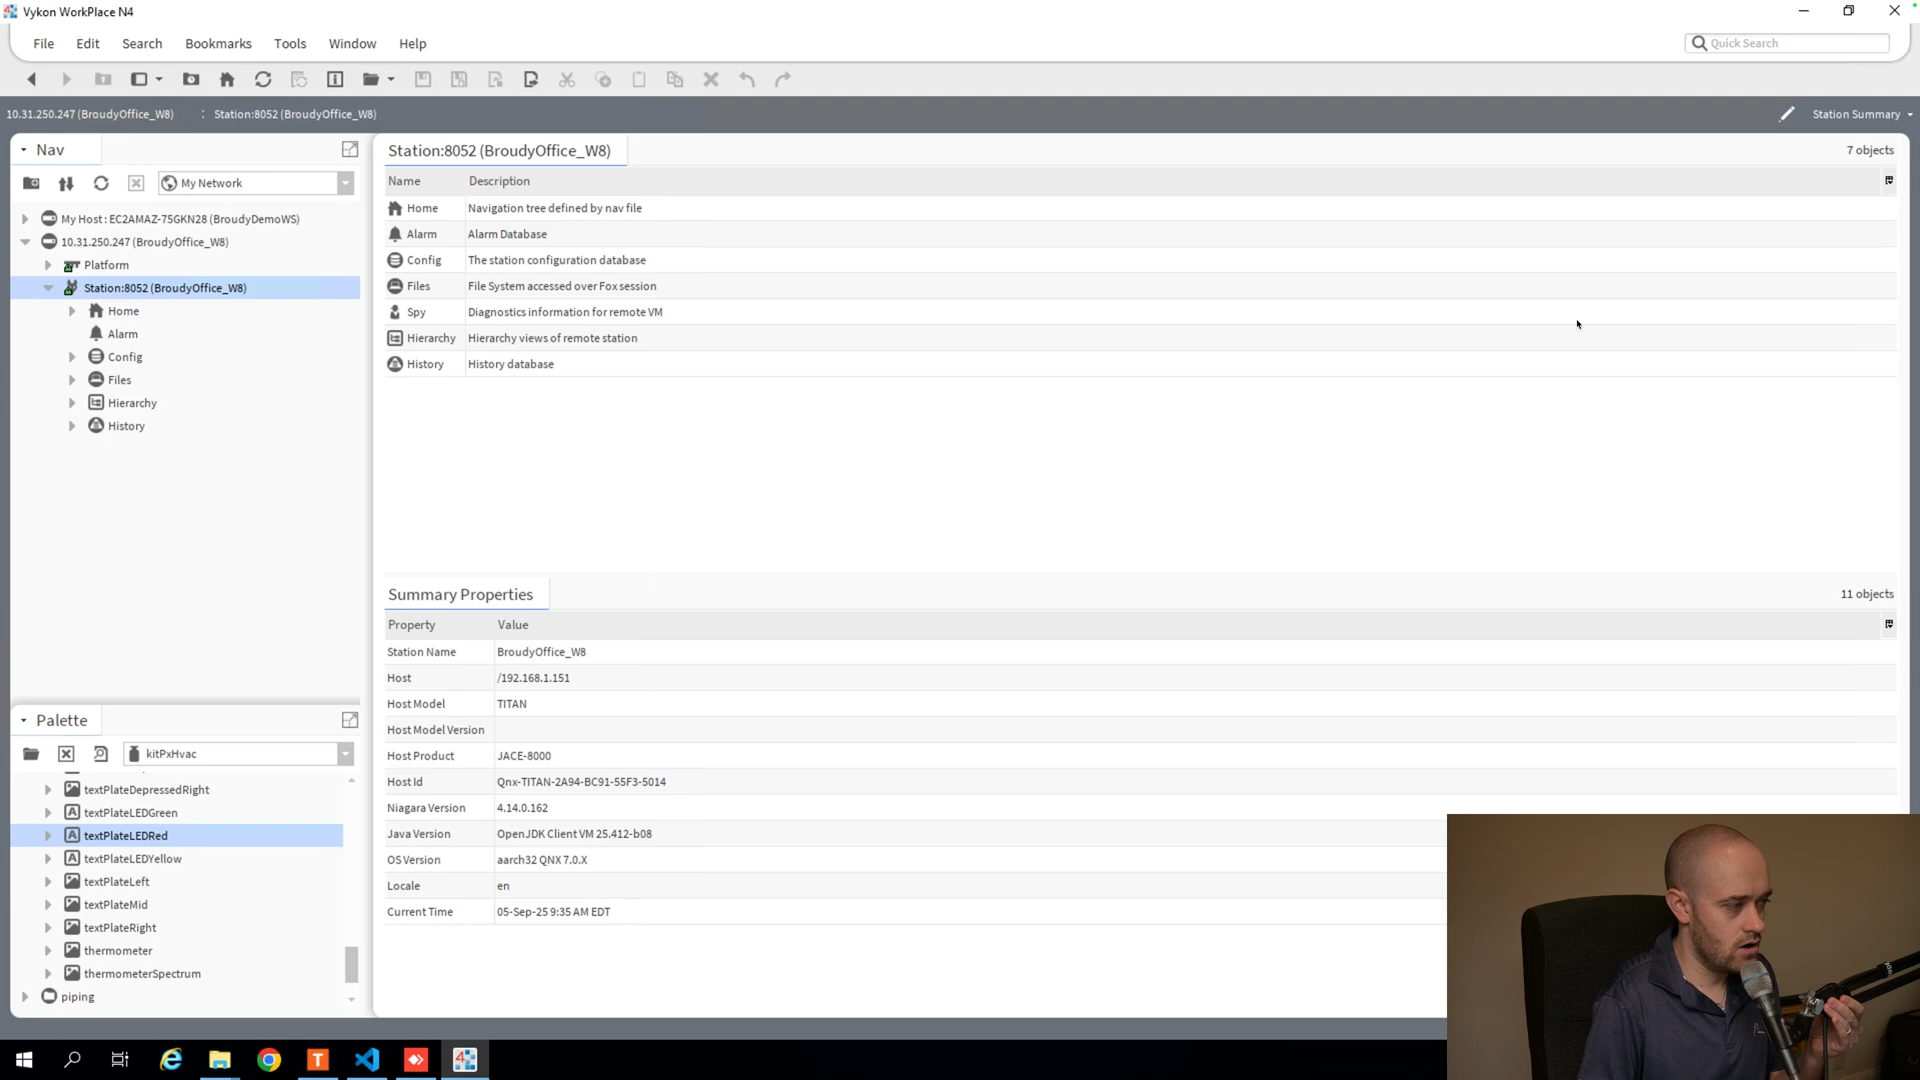 Vykon WorkPlace N4
File Edit Search Bookmarks Tools Window Help
Quick Search
10.31.250.247 (BroudyOffice_W8) : Station:8052 (BroudyOffice_W8)
Station Summary
Nav
My Network
My Host : EC2AMAZ-75GKN28 (BroudyDemoWS)
10.31.250.247 (BroudyOffice_W8)
Platform
Station:8052 (BroudyOffice_W8)
Home
Alarm
Config
Files
Hierarchy
History
Palette
kitPxHvac
textPlateDepressedRight
textPlateLEDGreen
textPlateLEDRed
textPlateLEDYellow
textPlateLeft
textPlateMid
textPlateRight
thermometer
thermometerSpectrum
piping
Station:8052 (BroudyOffice_W8)
7 objects
Name Description
Home Navigation tree defined by nav file
Alarm Alarm Database
Config The station configuration database
Files File System accessed over Fox session
Spy Diagnostics information for remote VM
Hierarchy Hierarchy views of remote station
History History database
Summary Properties
11 objects
Property Value
Station Name BroudyOffice_W8
Host /192.168.1.151
Host Model TITAN
Host Model Version
Host Product JACE-8000
Host Id Qnx-TITAN-2A94-BC91-55F3-5014
Niagara Version 4.14.0.162
Java Version OpenJDK Client VM 25.412-b08
OS Version aarch32 QNX 7.0.X
Locale en
Current Time 05-Sep-25 9:35 AM EDT